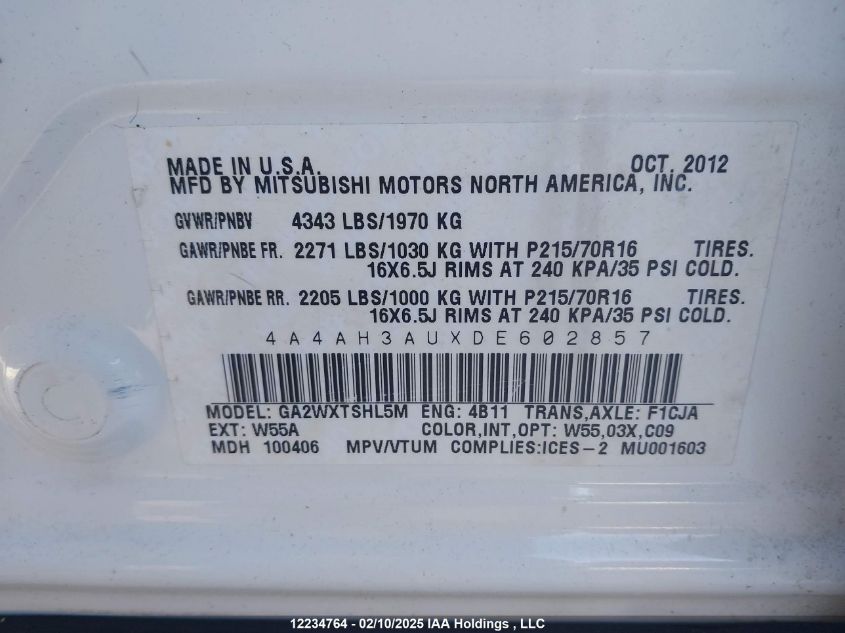 MADE IN U.S.A. OCT, 2012
MFD BY MITSUBISHI MOTORS NORTH AMERICA, INC.
GVWR/PNBV 4343 LBS/1970 KG
GAWR/PNBE FR. 2271 LBS/1030 KG WITH P215/70R16 TIRES.
16X6.5J RIMS AT 240 KPA/35 PSI COLD.
GAWR/PNBE RR. 2205 LBS/1000 KG WITH P215/70R16 TIRES.
16X6.5J RIMS AT 240 KPA/35 PSI COLD.
4A4AH3AUXDE602857
MODEL: GA2WXTSHL5M ENG: 4B11 TRANS,AXLE: F1CJA
EXT: W55A COLOR,INT,OPT: W55,03X,C09
MDH 100406 MPV/VTUM COMPLIES:ICES-2 MU001603
12234764 - 02/10/2025 IAA Holdings , LLC